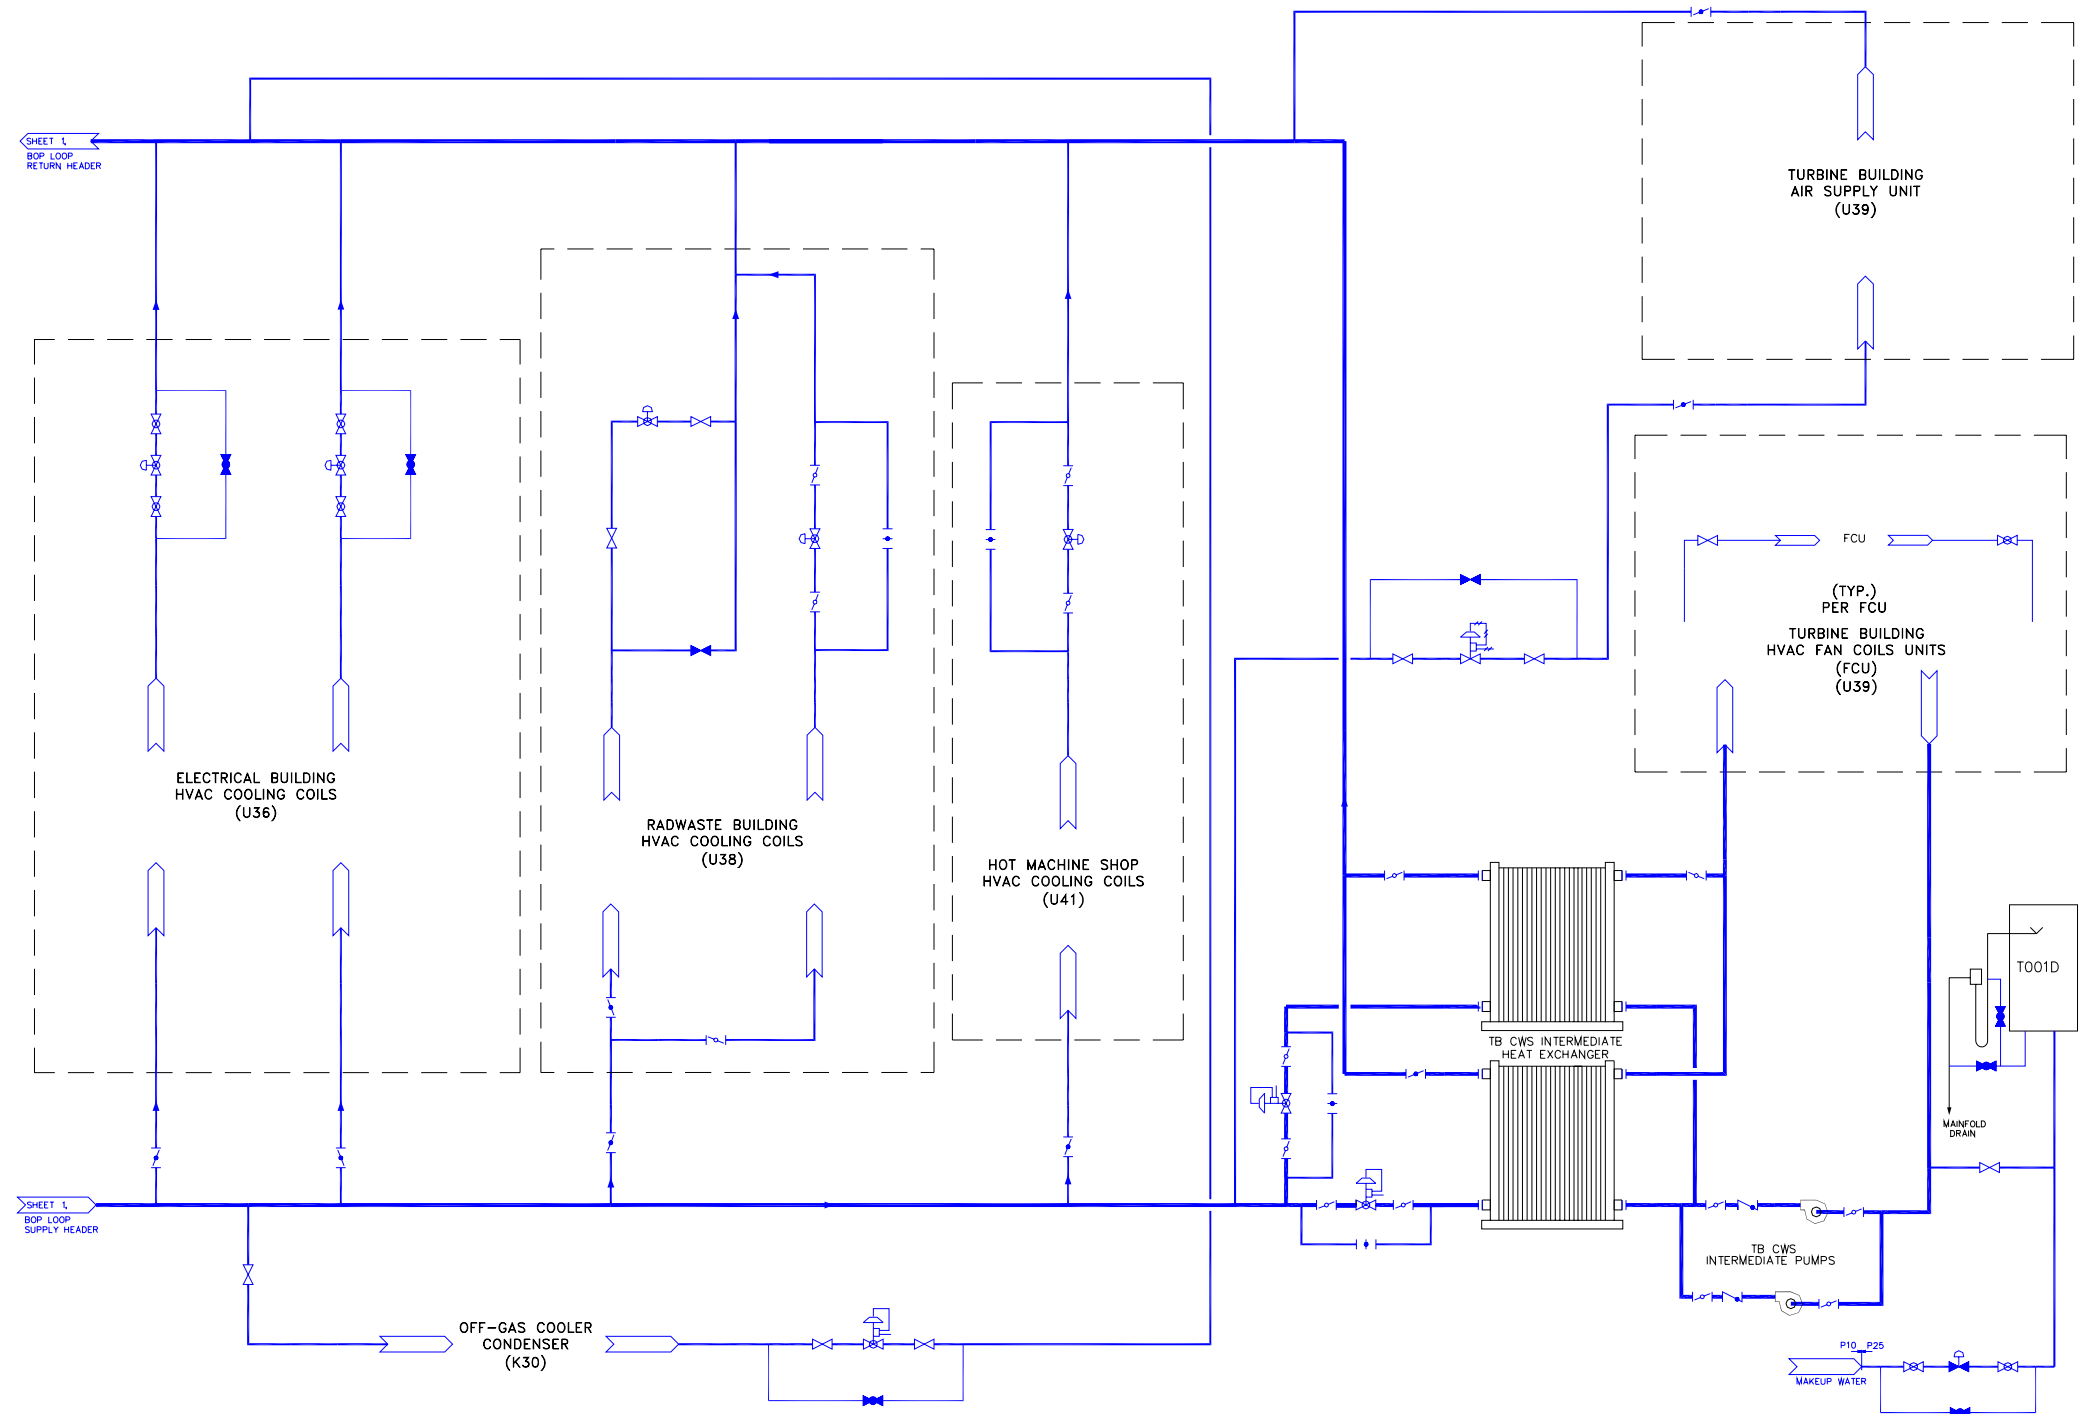 SHEET 1,
BOP LOOP
RETURN HEADER
TURBINE BUILDING
AIR SUPPLY UNIT
(U39)
FCU
(TYP.)
PER FCU
TURBINE BUILDING
HVAC FAN COILS UNITS
(FCU)
(U39)
ELECTRICAL BUILDING
HVAC COOLING COILS
(U36)
RADWASTE BUILDING
HVAC COOLING COILS
(U38)
HOT MACHINE SHOP
HVAC COOLING COILS
(U41)
T001D
TB CWS INTERMEDIATE
HEAT EXCHANGER
MAINFOLD
DRAIN
SHEET 1,
BOP LOOP
SUPPLY HEADER
TB CWS
INTERMEDIATE PUMPS
OFF-GAS COOLER
CONDENSER
(K30)
P10 P25
MAKEUP WATER